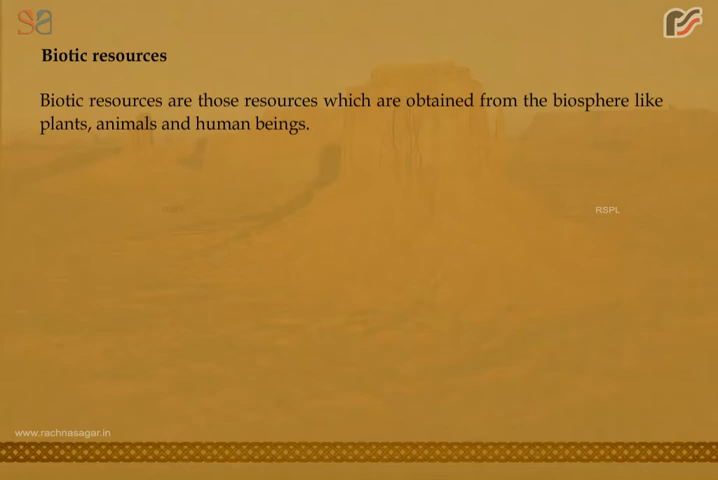 Biotic resources
Biotic resources are those resources which are obtained from the biosphere like
plants, animals and human beings.
RSPL
www.rachnasagar.in